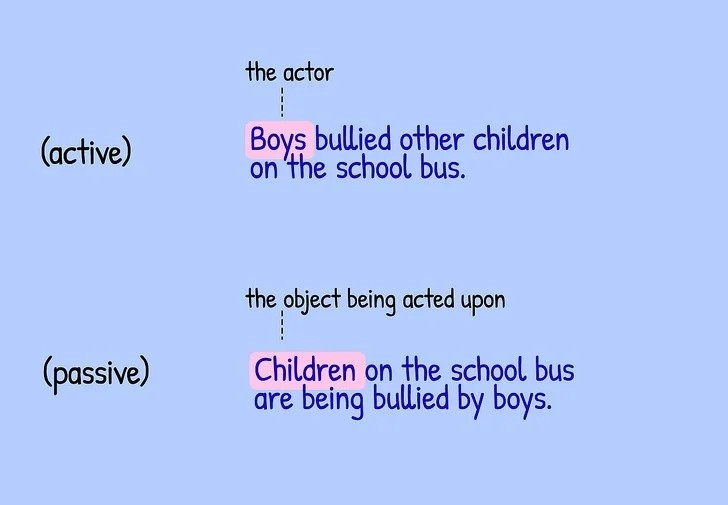 the actor
(active)
Boys bullied other children
on the school bus.
the object being acted upon
(passive)
Children on the school bus
are being bullied by boys.